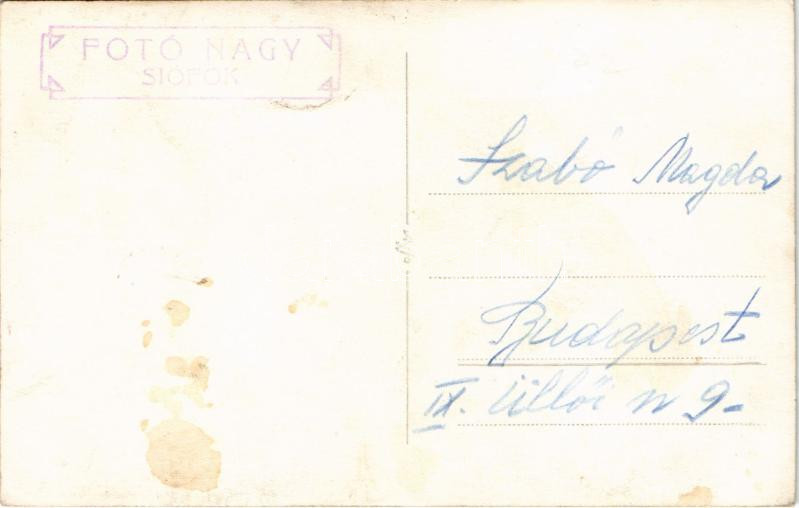 FOTÓ NAGY
SIÓFOK
Szabó Magda
Budapest
IX. Üllői u 9-